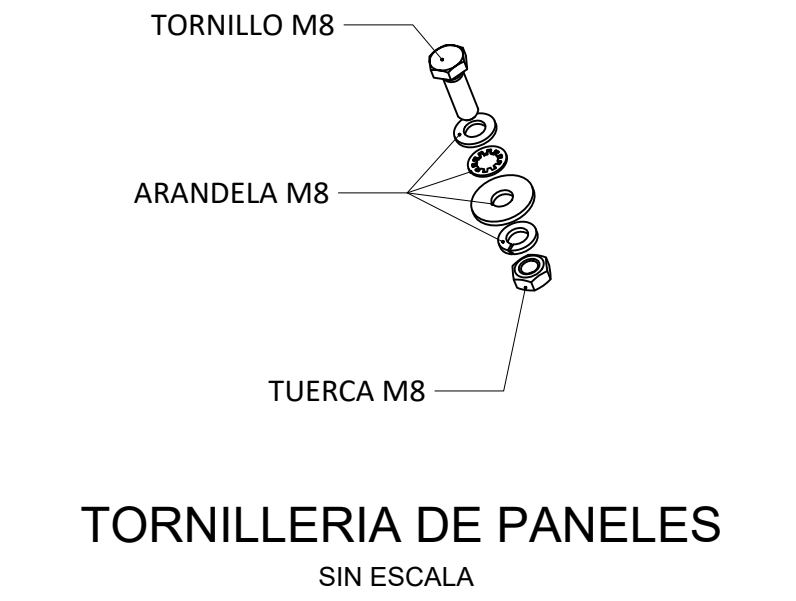 TORNILLO M8
ARANDELA M8
TUERCA M8
TORNILLERIA DE PANELES
SIN ESCALA